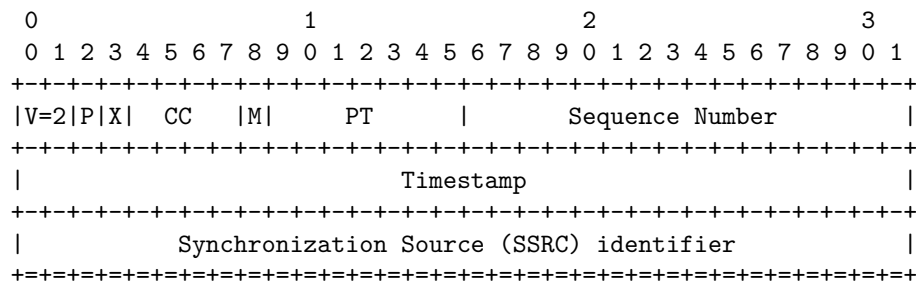 0                   1                   2                   3
 0 1 2 3 4 5 6 7 8 9 0 1 2 3 4 5 6 7 8 9 0 1 2 3 4 5 6 7 8 9 0 1
+-+-+-+-+-+-+-+-+-+-+-+-+-+-+-+-+-+-+-+-+-+-+-+-+-+-+-+-+-+-+-+-+
|V=2|P|X|  CC   |M|     PT      |       Sequence Number         |
+-+-+-+-+-+-+-+-+-+-+-+-+-+-+-+-+-+-+-+-+-+-+-+-+-+-+-+-+-+-+-+-+
|                           Timestamp                           |
+-+-+-+-+-+-+-+-+-+-+-+-+-+-+-+-+-+-+-+-+-+-+-+-+-+-+-+-+-+-+-+-+
|           Synchronization Source (SSRC) identifier            |
+=+=+=+=+=+=+=+=+=+=+=+=+=+=+=+=+=+=+=+=+=+=+=+=+=+=+=+=+=+=+=+=+